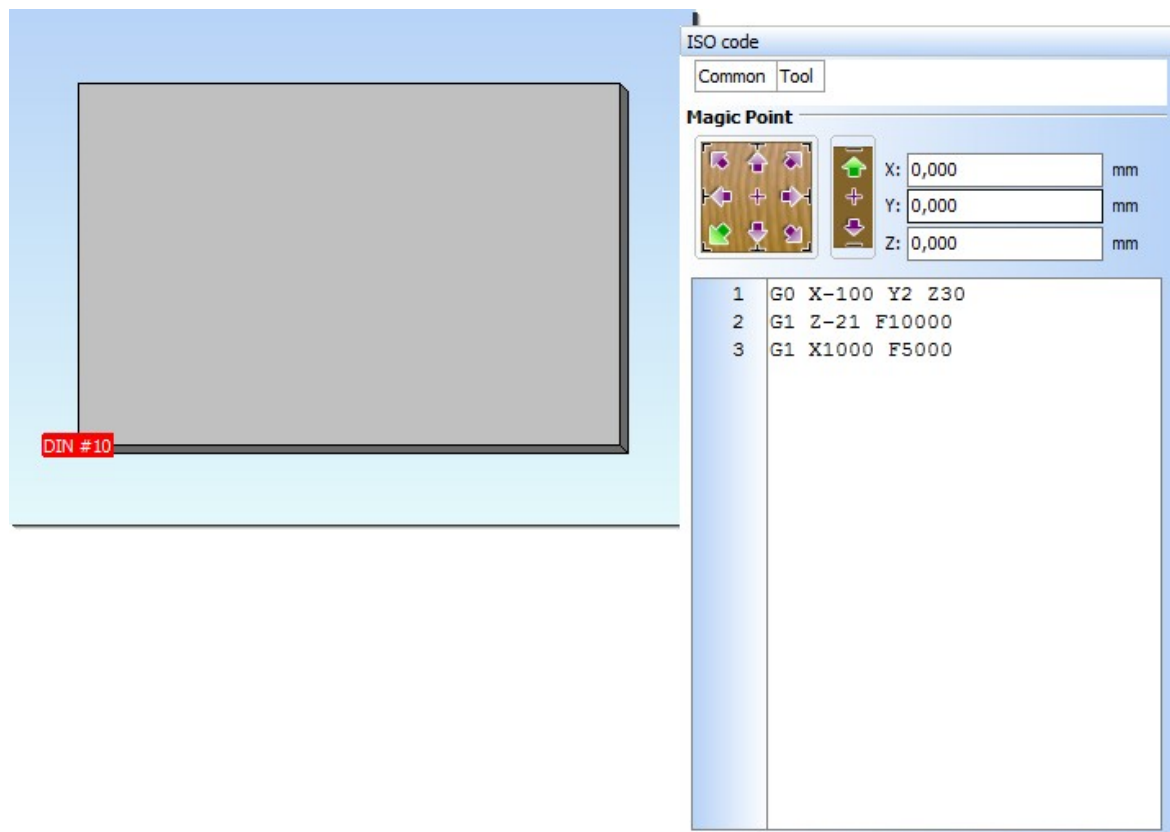 DIN #10
ISO code
Common Tool
Magic Point
X: 0,000 mm
Y: 0,000 mm
Z: 0,000 mm
1 G0 X-100 Y2 Z30
2 G1 Z-21 F10000
3 G1 X1000 F5000